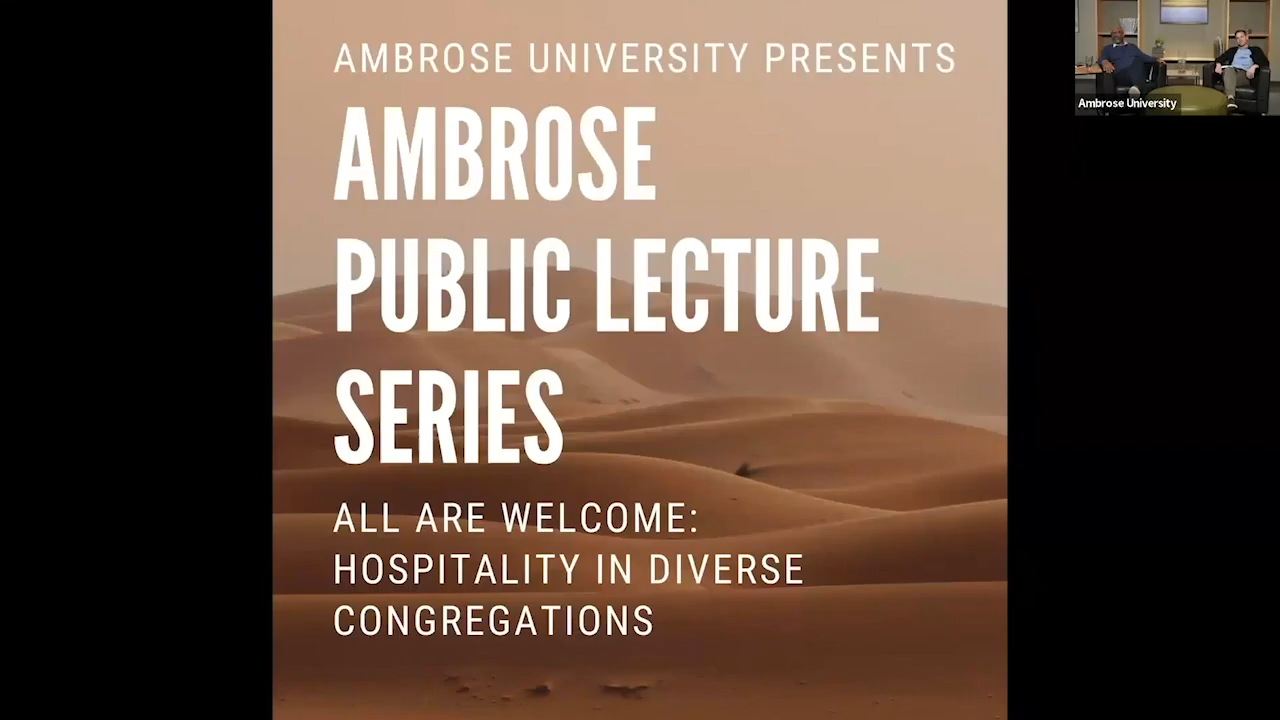 AMBROSE UNIVERSITY PRESENTS
AMBROSE
PUBLIC LECTURE
SERIES
ALL ARE WELCOME:
HOSPITALITY IN DIVERSE
CONGREGATIONS
Ambrose University